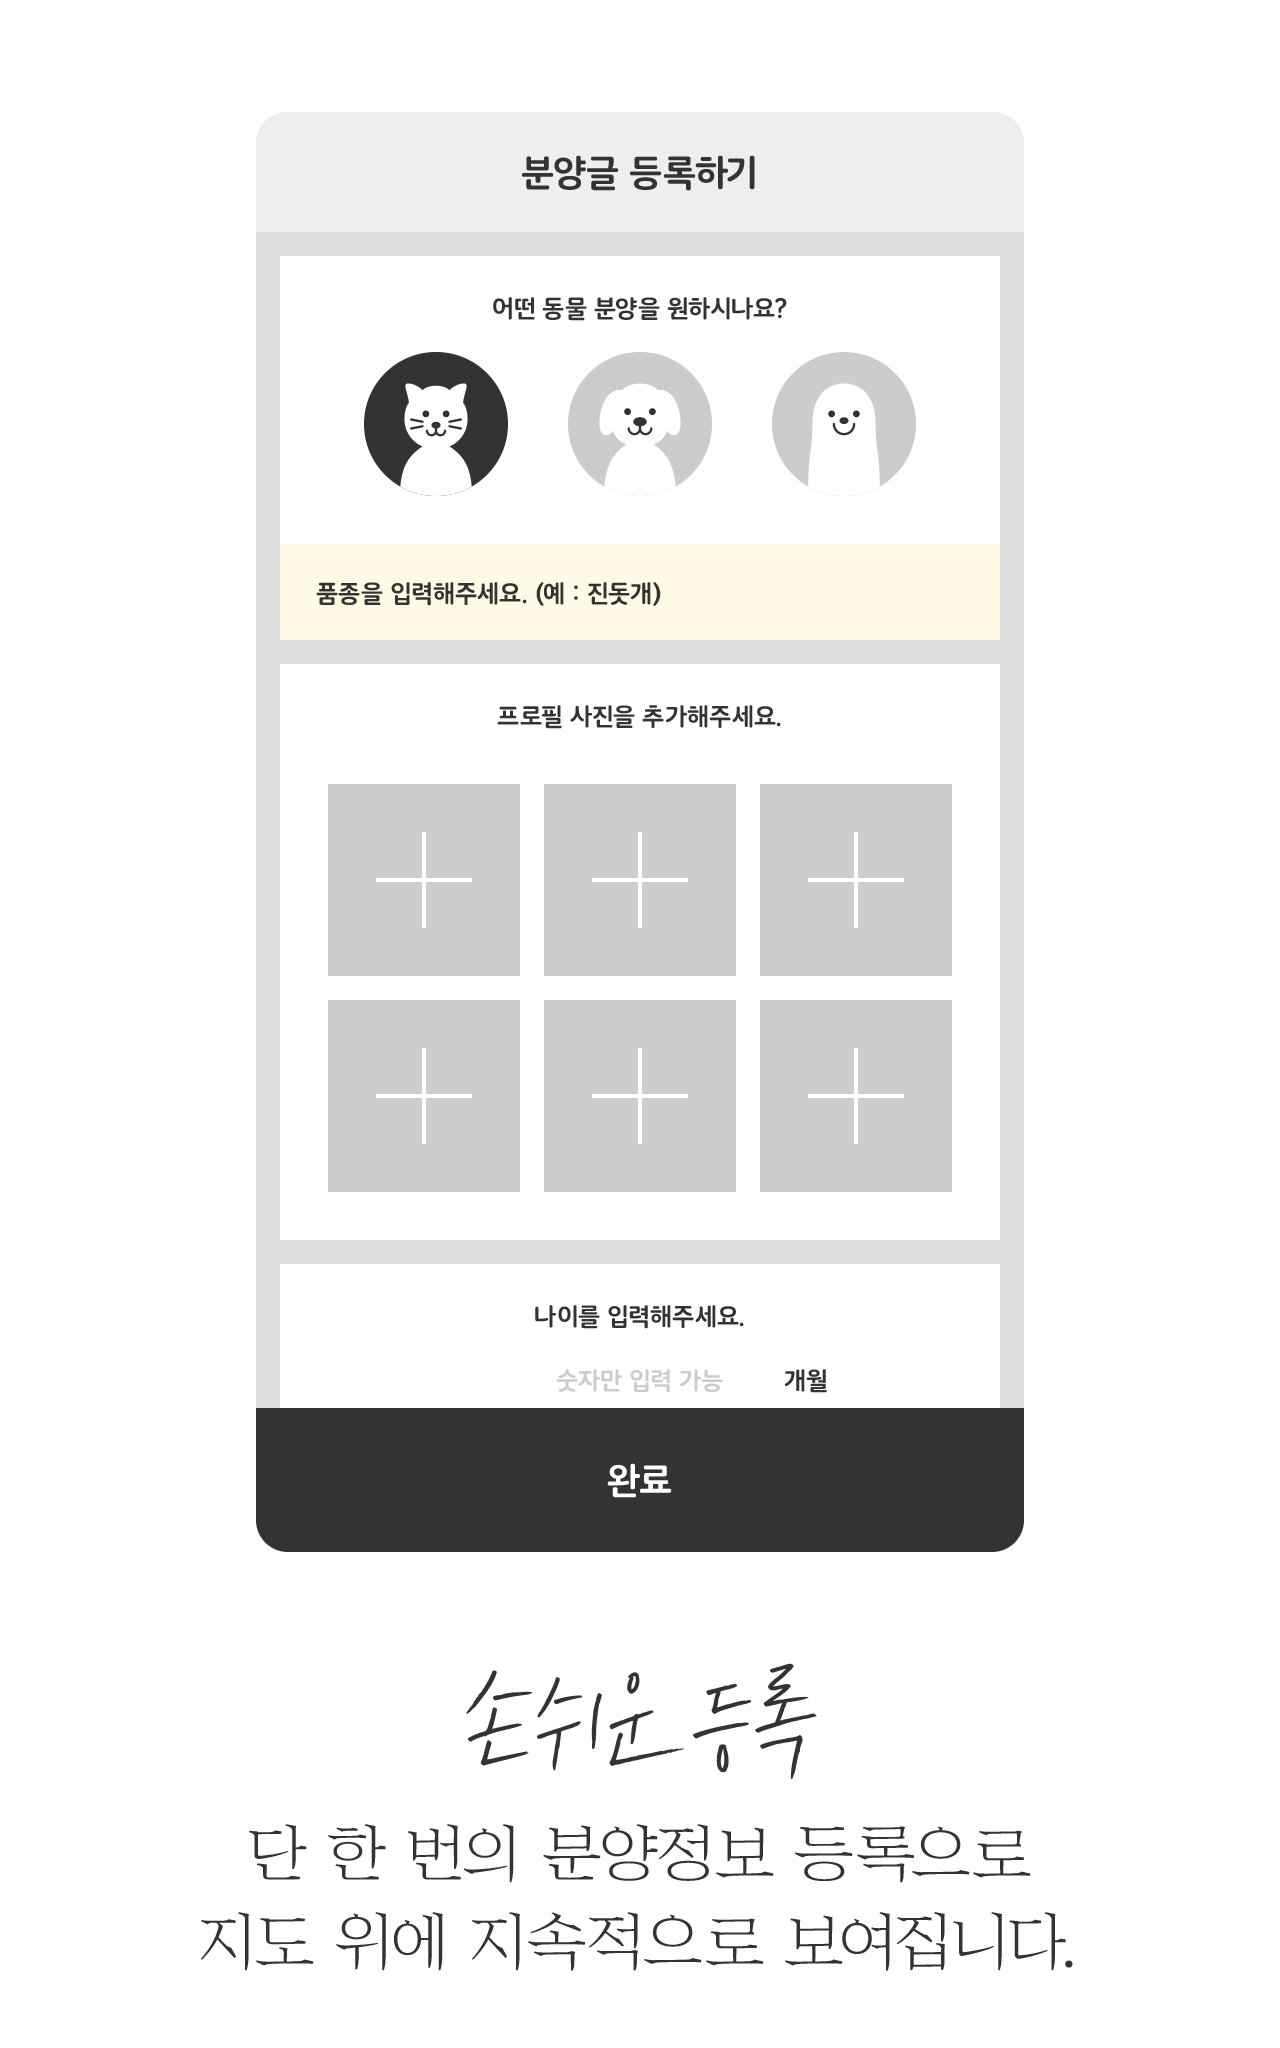 분양글 등록하기
어떤 동물 분양을 원하시나요?
품종을 입력해주세요. (예 : 진돗개)
프로필 사진을 추가해주세요.
나이를 입력해주세요.
숫자만 입력 가능 개월
완료
손쉬운 등록
단 한 번의 분양정보 등록으로
지도 위에 지속적으로 보여집니다.